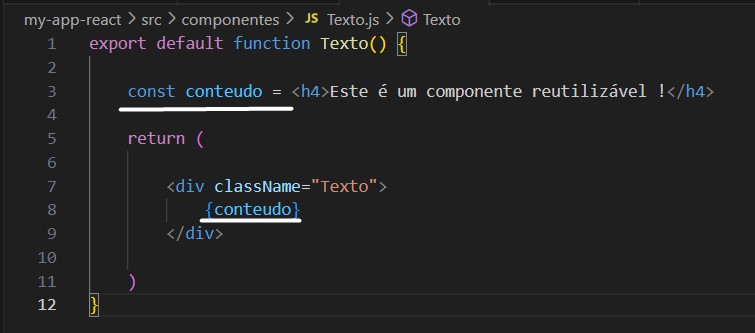 my-app-react > src > componentes > JS Texto.js > Texto
1 export default function Texto() {
2
3 const conteudo = <h4>Este é um componente reutilizável !</h4>
4
5 return (
6
7 <div className="Texto">
8 {conteudo}
9 </div>
10
11 )
12 }